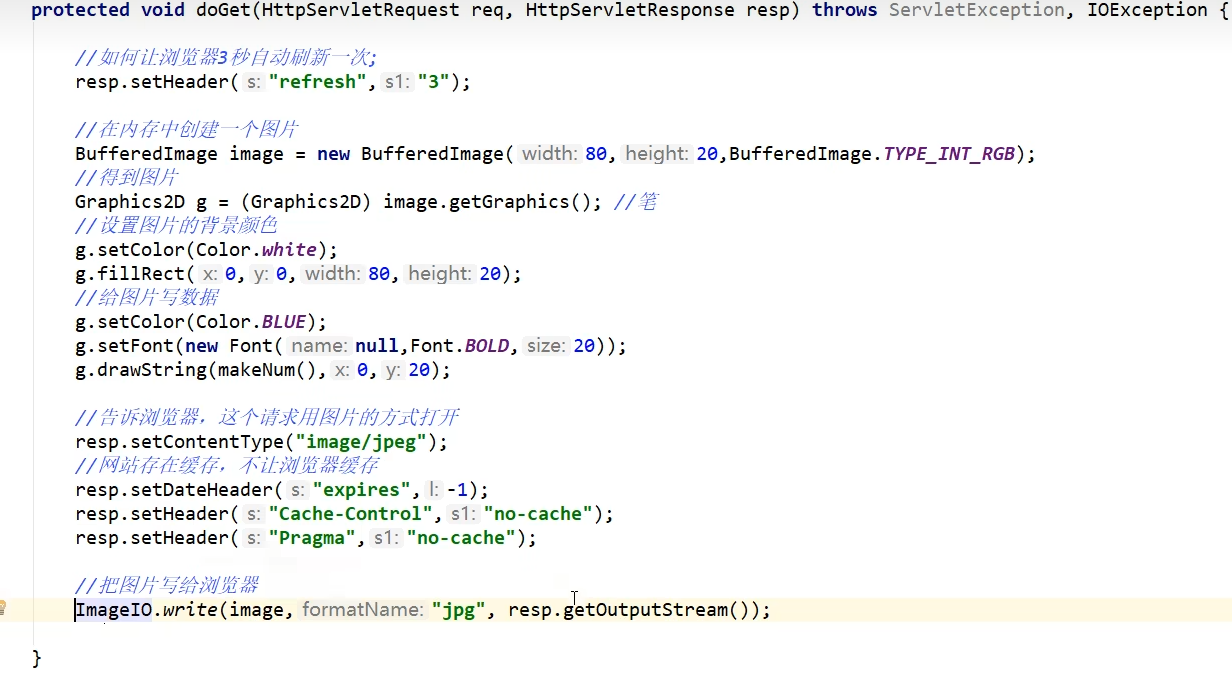 protected void doGet(HttpServletRequest req, HttpServletResponse resp) throws ServletException, IOException {
//如何让浏览器3秒自动刷新一次;
resp.setHeader( s: "refresh", s1: "3");
//在内存中创建一个图片
BufferedImage image = new BufferedImage( width: 80, height: 20,BufferedImage.TYPE_INT_RGB);
//得到图片
Graphics2D g = (Graphics2D) image.getGraphics(); //笔
//设置图片的背景颜色
g.setColor(Color.white);
g.fillRect( x: 0, y: 0, width: 80, height: 20);
//给图片写数据
g.setColor(Color.BLUE);
g.setFont(new Font( name: null,Font.BOLD, size: 20));
g.drawString(makeNum(), x: 0, y: 20);
//告诉浏览器，这个请求用图片的方式打开
resp.setContentType("image/jpeg");
//网站存在缓存，不让浏览器缓存
resp.setDateHeader( s: "expires", l: -1);
resp.setHeader( s: "Cache-Control", s1: "no-cache");
resp.setHeader( s: "Pragma", s1: "no-cache");
//把图片写给浏览器
ImageIO.write(image, formatName: "jpg", resp.getOutputStream());
}